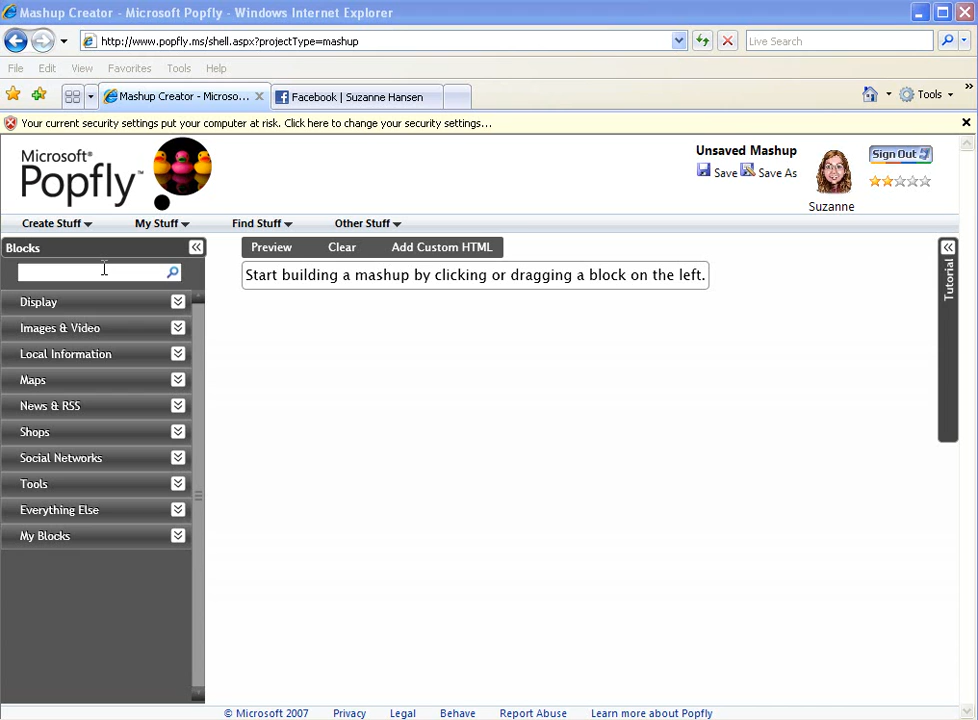 Mashup Creator - Microsoft Popfly - Windows Internet Explorer
http://www.popfly.ms/shell.aspx?projectType=mashup
Live Search
File Edit View Favorites Tools Help
Mashup Creator - Microso...
Facebook | Suzanne Hansen
Tools
Your current security settings put your computer at risk. Click here to change your security settings...
Microsoft®
Popfly™
Unsaved Mashup
Save Save As
Sign Out
Suzanne
Create Stuff My Stuff Find Stuff Other Stuff
Blocks
Preview Clear Add Custom HTML
Start building a mashup by clicking or dragging a block on the left.
Tutorial
Display
Images & Video
Local Information
Maps
News & RSS
Shops
Social Networks
Tools
Everything Else
My Blocks
© Microsoft 2007 Privacy Legal Behave Report Abuse Learn more about Popfly